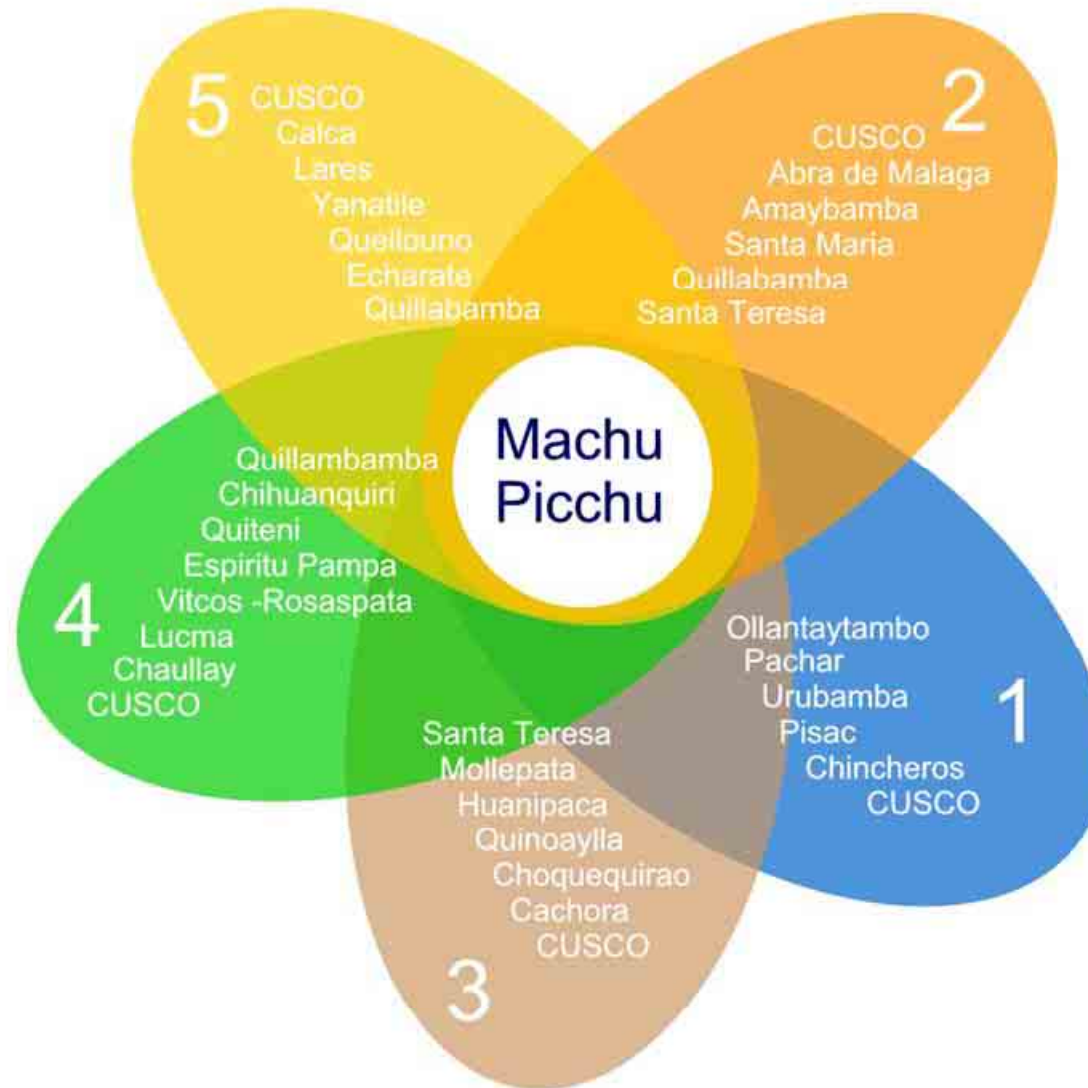 5
CUSCO
Calca
Lares
Yanatile
Quellouno
Echarate
Quillabamba
2
CUSCO
Abra de Malaga
Amaybamba
Santa Maria
Quillabamba
Santa Teresa
Machu
Picchu
4
Quillambamba
Chihuanquiri
Quiteni
Espiritu Pampa
Vitcos -Rosaspata
Lucma
Chaullay
CUSCO
1
Ollantaytambo
Pachar
Urubamba
Pisac
Chincheros
CUSCO
3
Santa Teresa
Mollepata
Huanipaca
Quinoaylla
Choquequirao
Cachora
CUSCO